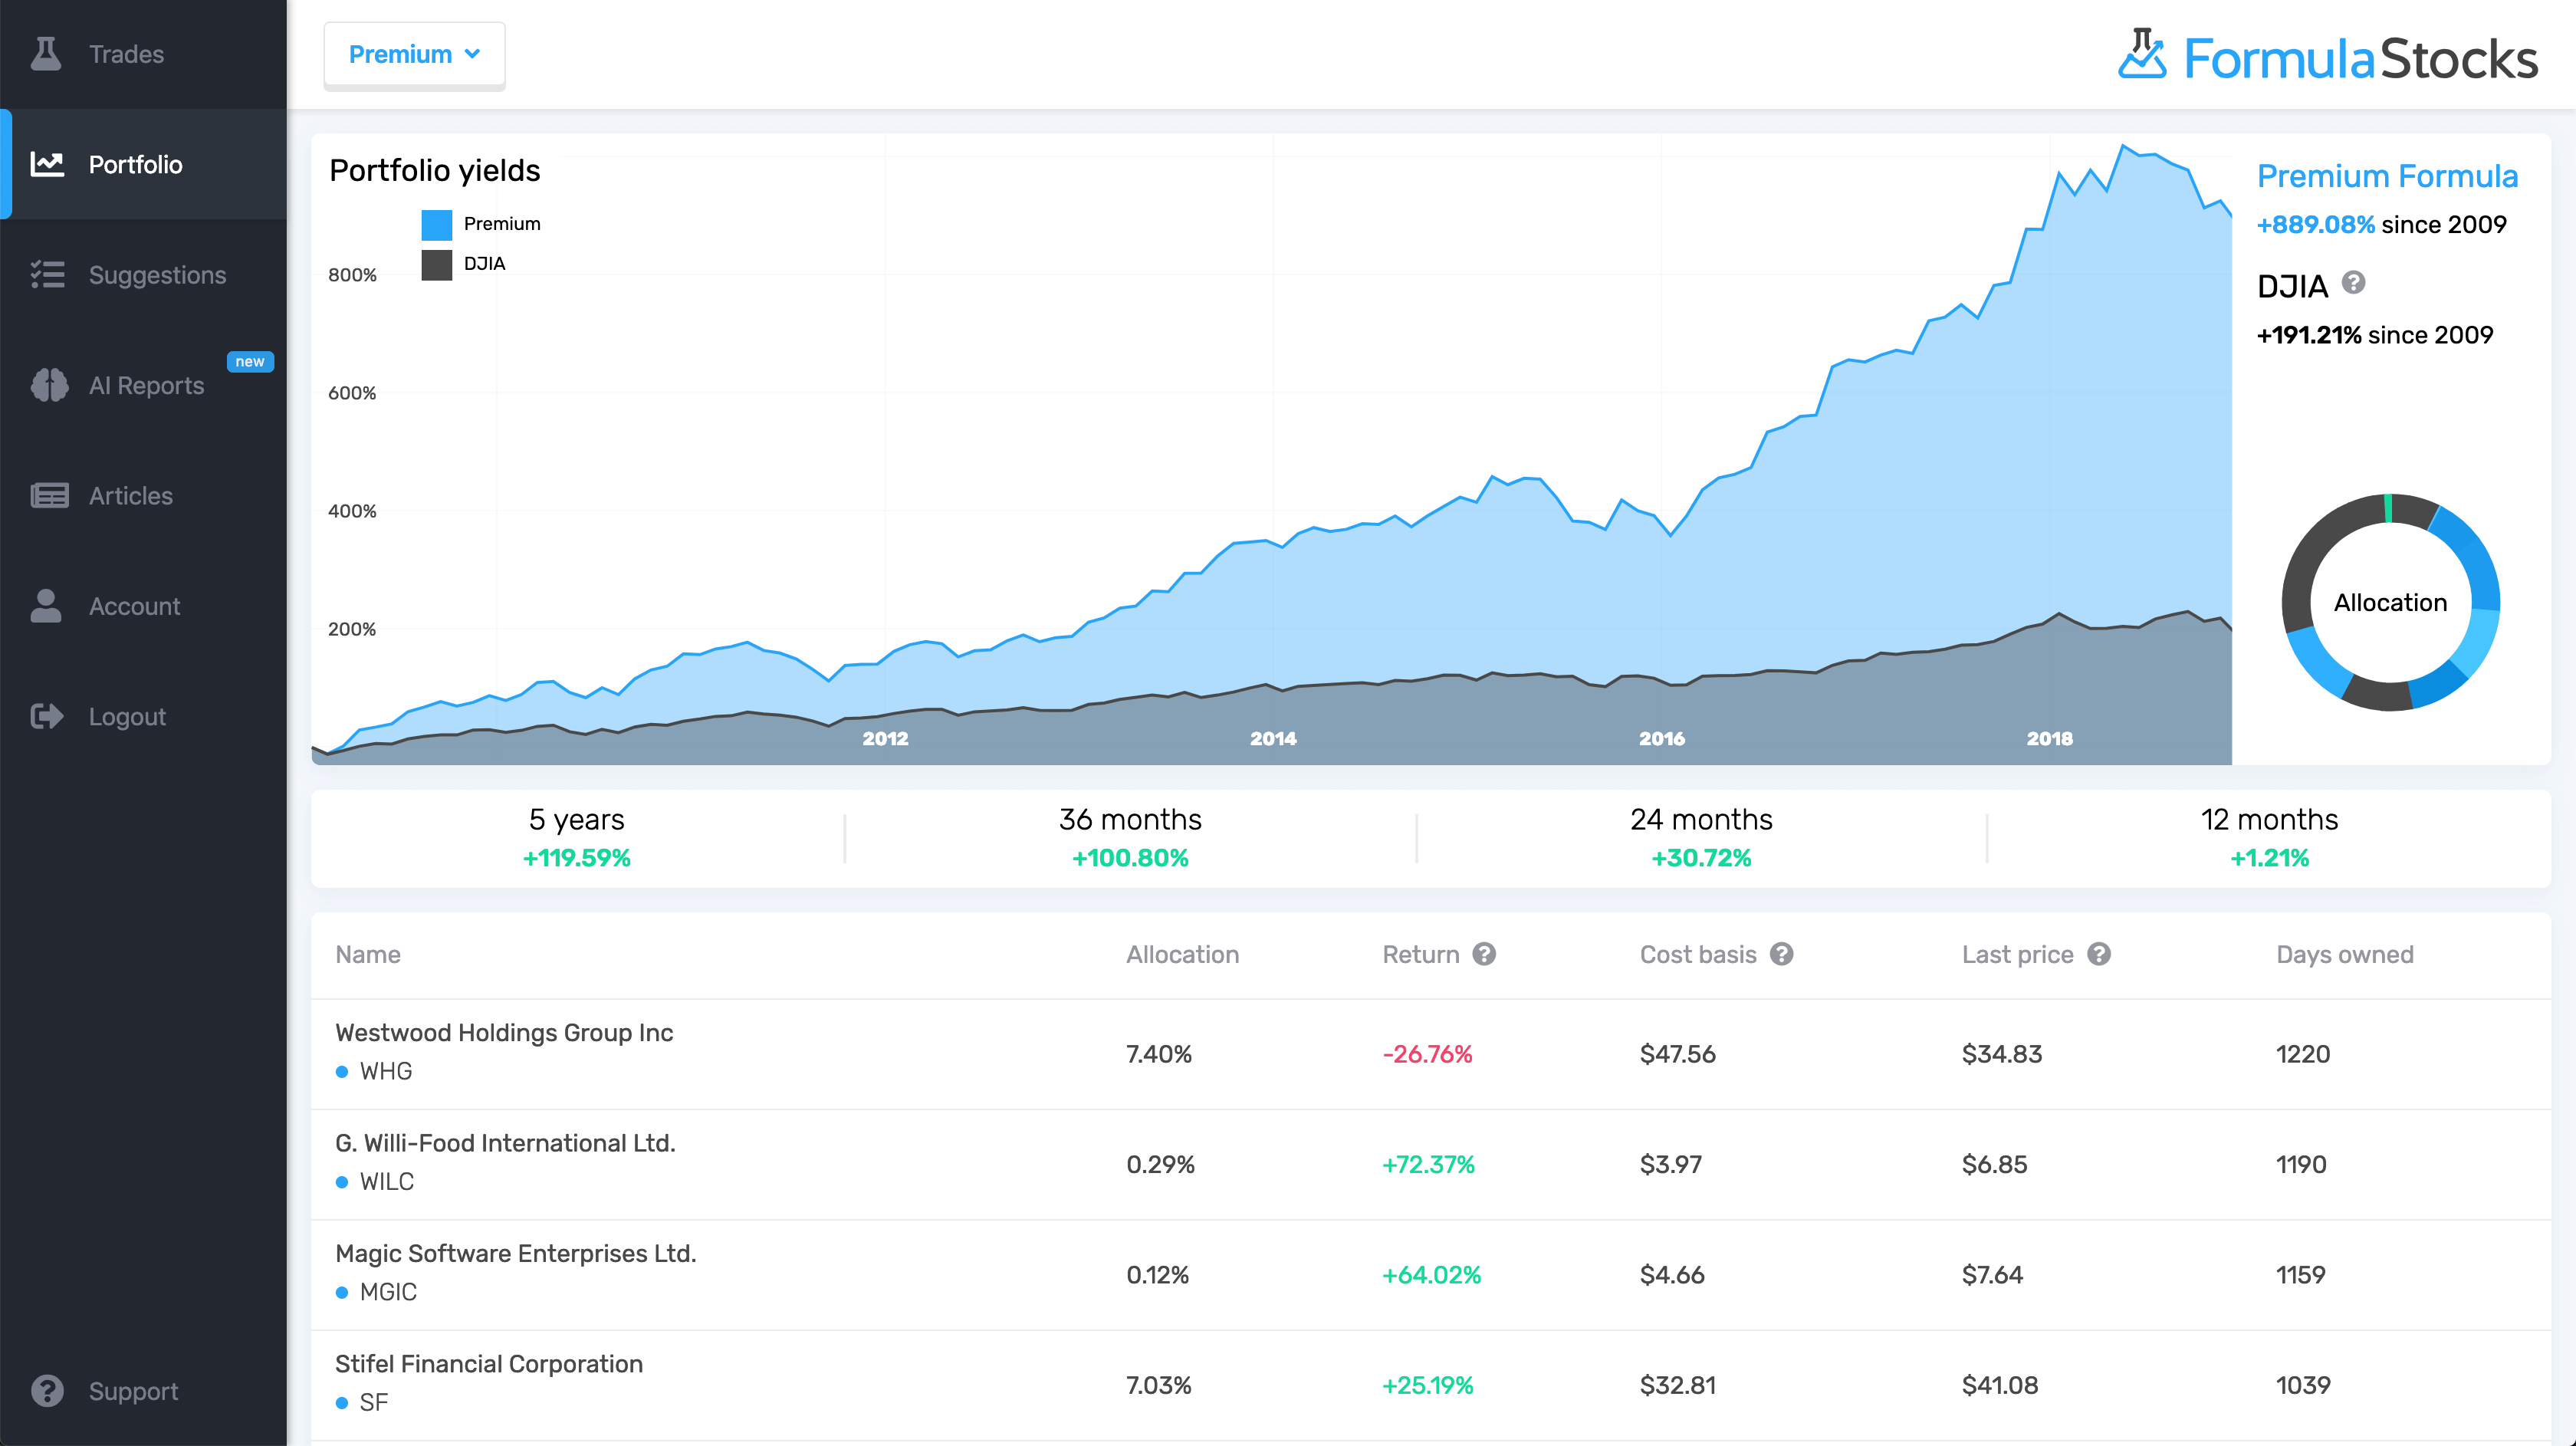 Trades
Portfolio
Suggestions
new
AI Reports
Articles
Account
Logout
Support
Premium
FormulaStocks
Portfolio yields
Premium
DJIA
800%
600%
400%
200%
2012 2014 2016 2018
Premium Formula
+889.08% since 2009
DJIA ?
+191.21% since 2009
Allocation
5 years 36 months 24 months 12 months
+119.59% +100.80% +30.72% +1.21%
Name Allocation Return ? Cost basis ? Last price ? Days owned
Westwood Holdings Group Inc
WHG
7.40% -26.76% $47.56 $34.83 1220
G. Willi-Food International Ltd.
WILC
0.29% +72.37% $3.97 $6.85 1190
Magic Software Enterprises Ltd.
MGIC
0.12% +64.02% $4.66 $7.64 1159
Stifel Financial Corporation
SF
7.03% +25.19% $32.81 $41.08 1039